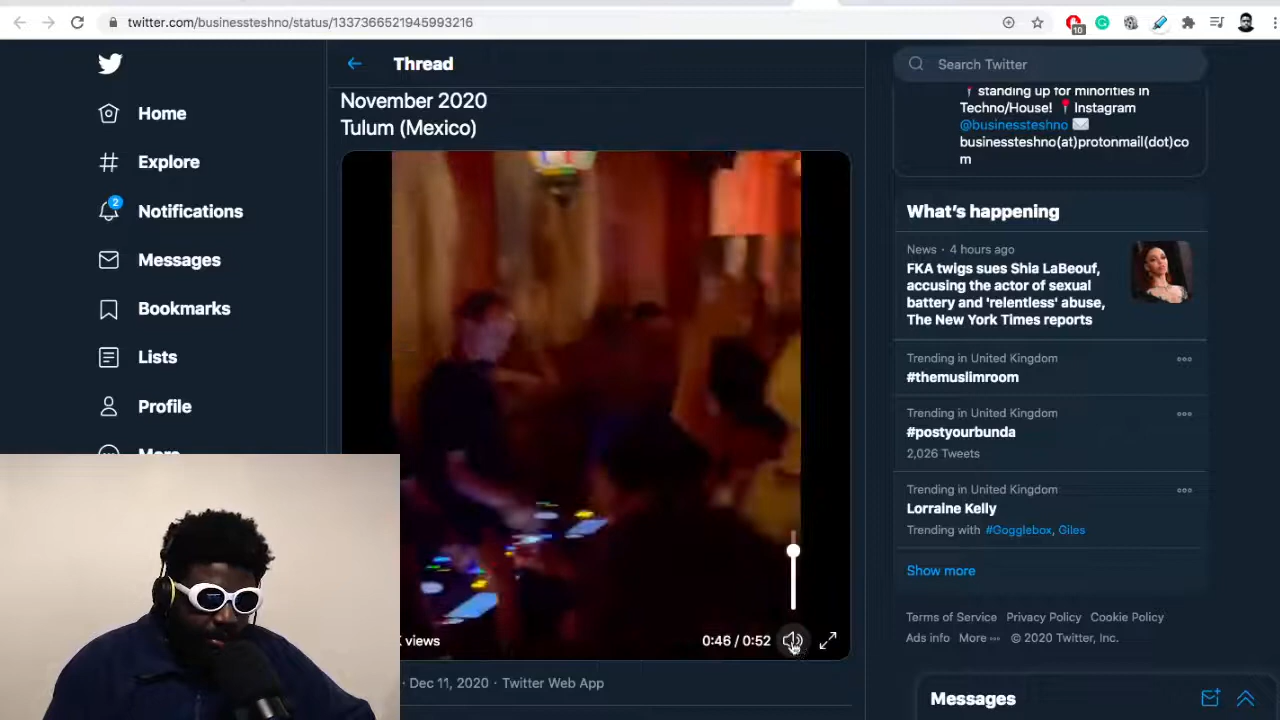 twitter.com/businessteshno/status/1337366521945993216
10
Home
Explore
2
Notifications
Messages
Bookmarks
Lists
Profile
More
Thread
November 2020
Tulum (Mexico)
K views
0:46 / 0:52
· Dec 11, 2020 · Twitter Web App
Search Twitter
standing up for minorities in
Techno/House! Instagram
@businessteshno
businessteshno(at)protonmail(dot)co
m
What's happening
News · 4 hours ago
FKA twigs sues Shia LaBeouf,
accusing the actor of sexual
battery and 'relentless' abuse,
The New York Times reports
Trending in United Kingdom
#themuslimroom
Trending in United Kingdom
#postyourbunda
2,026 Tweets
Trending in United Kingdom
Lorraine Kelly
Trending with #Gogglebox, Giles
Show more
Terms of Service Privacy Policy Cookie Policy
Ads info More © 2020 Twitter, Inc.
Messages